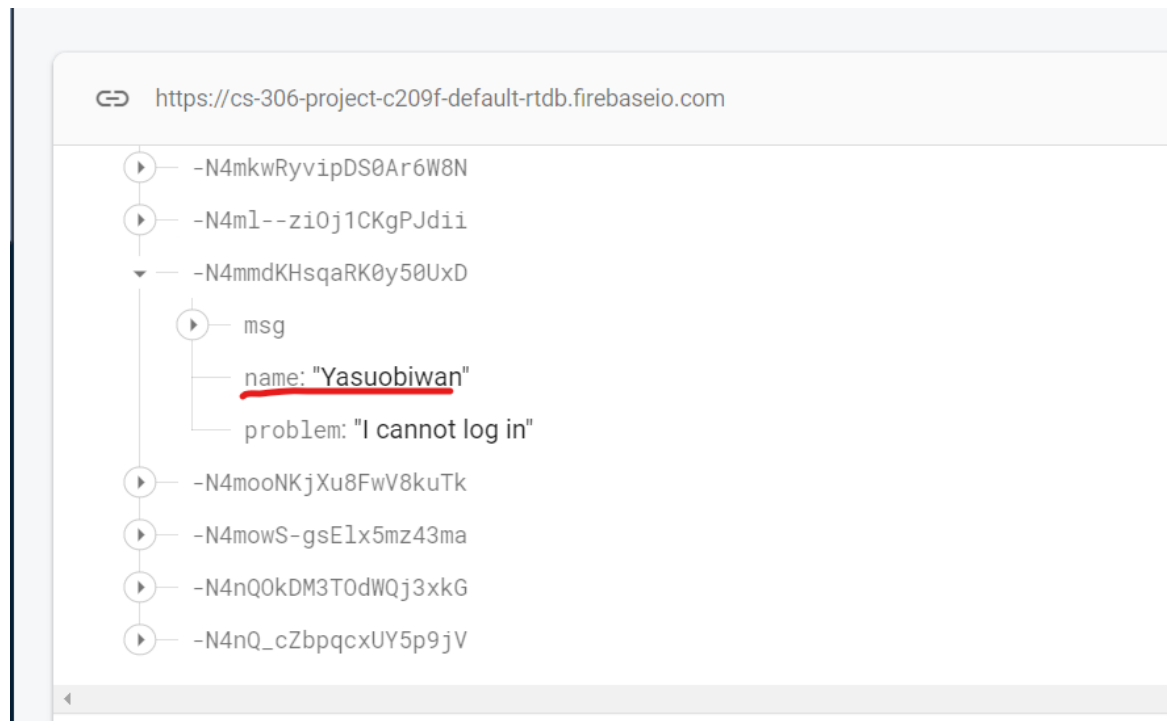 https://cs-306-project-c209f-default-rtdb.firebaseio.com
-N4mkwRyvipDS0Ar6W8N
-N4ml--ziOj1CKgPJdii
-N4mmdKHsqaRK0y50UxD
msg
name: "Yasuobiwan"
problem: "I cannot log in"
-N4mooNKjXu8FwV8kuTk
-N4mowS-gsElx5mz43ma
-N4nQOkDM3TOdWQj3xkG
-N4nQ_cZbpqcxUY5p9jV